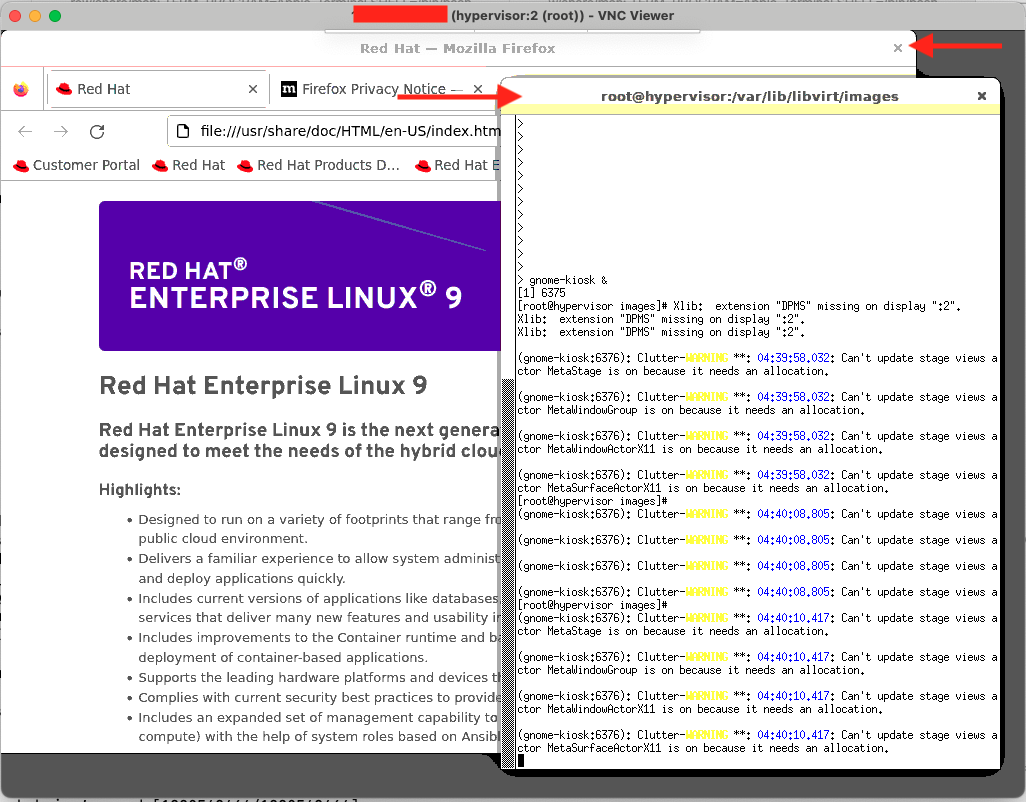 (hypervisor:2 (root)) - VNC Viewer
Red Hat — Mozilla Firefox
Red Hat
Firefox Privacy Notice —
file:///usr/share/doc/HTML/en-US/index.htm
Customer Portal
Red Hat
Red Hat Products D...
Red Hat E
RED HAT®
ENTERPRISE LINUX® 9
Red Hat Enterprise Linux 9
Red Hat Enterprise Linux 9 is the next genera
designed to meet the needs of the hybrid clou
Highlights:
• Designed to run on a variety of footprints that range fr
public cloud environment.
• Delivers a familiar experience to allow system administ
and deploy applications quickly.
• Includes current versions of applications like databases
services that deliver many new features and usability i
• Includes improvements to the Container runtime and b
deployment of container-based applications.
• Supports the leading hardware platforms and devices t
• Complies with current security best practices to provide
• Includes an expanded set of management capability to
compute) with the help of system roles based on Ansib
root@hypervisor:/var/lib/libvirt/images
>
>
>
>
>
>
>
>
>
>
>
>
> gnome-kiosk &
[1] 6375
[root@hypervisor images]# Xlib:  extension "DPMS" missing on display ":2".
Xlib:  extension "DPMS" missing on display ":2".
Xlib:  extension "DPMS" missing on display ":2".
(gnome-kiosk:6376): Clutter-WARNING **: 04:39:58.032: Can't update stage views a
ctor MetaStage is on because it needs an allocation.
(gnome-kiosk:6376): Clutter-WARNING **: 04:39:58.032: Can't update stage views a
ctor MetaWindowGroup is on because it needs an allocation.
(gnome-kiosk:6376): Clutter-WARNING **: 04:39:58.032: Can't update stage views a
ctor MetaWindowActorX11 is on because it needs an allocation.
(gnome-kiosk:6376): Clutter-WARNING **: 04:39:58.032: Can't update stage views a
ctor MetaSurfaceActorX11 is on because it needs an allocation.
[root@hypervisor images]#
(gnome-kiosk:6376): Clutter-WARNING **: 04:40:08.805: Can't update stage views a
(gnome-kiosk:6376): Clutter-WARNING **: 04:40:08.805: Can't update stage views a
(gnome-kiosk:6376): Clutter-WARNING **: 04:40:08.805: Can't update stage views a
(gnome-kiosk:6376): Clutter-WARNING **: 04:40:08.805: Can't update stage views a
[root@hypervisor images]#
(gnome-kiosk:6376): Clutter-WARNING **: 04:40:10.417: Can't update stage views a
ctor MetaStage is on because it needs an allocation.
(gnome-kiosk:6376): Clutter-WARNING **: 04:40:10.417: Can't update stage views a
ctor MetaWindowGroup is on because it needs an allocation.
(gnome-kiosk:6376): Clutter-WARNING **: 04:40:10.417: Can't update stage views a
ctor MetaWindowActorX11 is on because it needs an allocation.
(gnome-kiosk:6376): Clutter-WARNING **: 04:40:10.417: Can't update stage views a
ctor MetaSurfaceActorX11 is on because it needs an allocation.